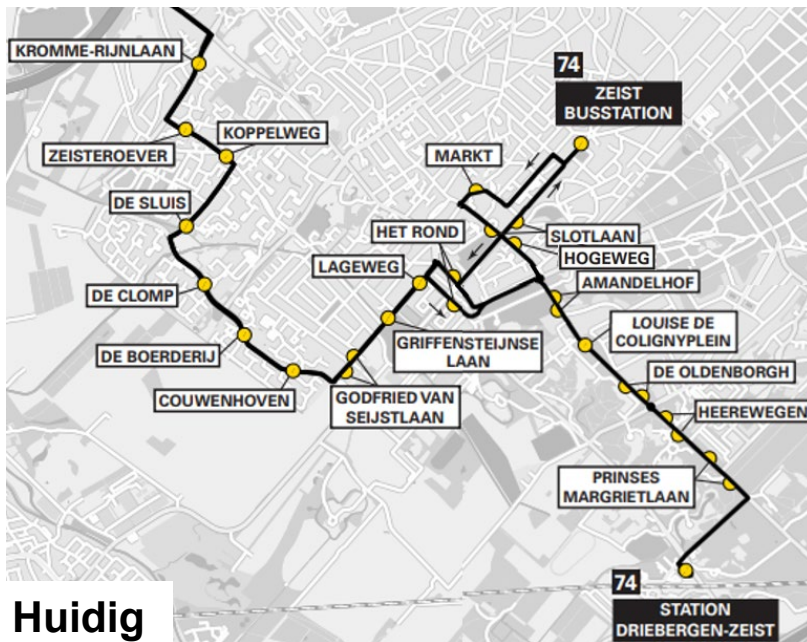 KROMME-RIJNLAAN
74
ZEIST
BUSSTATION
KOPPELWEG
ZEISTEROEVER
MARKT
DE SLUIS
HET ROND
SLOTLAAN
HOGEWEG
LAGEWEG
AMANDELHOF
DE CLOMP
LOUISE DE
COLIGNYPLEIN
GRIFFENSTEIJNSE
LAAN
DE BOERDERIJ
DE OLDENBORGH
COUWENHOVEN
GODFRIED VAN
SEIJSTLAAN
HEEREWEGEN
PRINSES
MARGRIETLAAN
74
STATION
DRIEBERGEN-ZEIST
Huidig